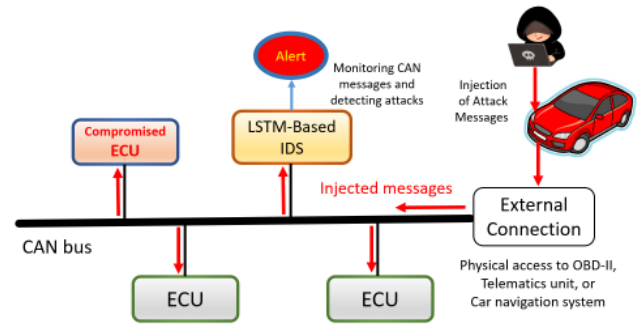 Alert
Monitoring CAN
messages and
detecting attacks
Injection
of Attack
Messages
Compromised
ECU
LSTM-Based
IDS
Injected messages
External
Connection
CAN bus
Physical access to OBD-II,
Telematics unit, or
Car navigation system
ECU
ECU